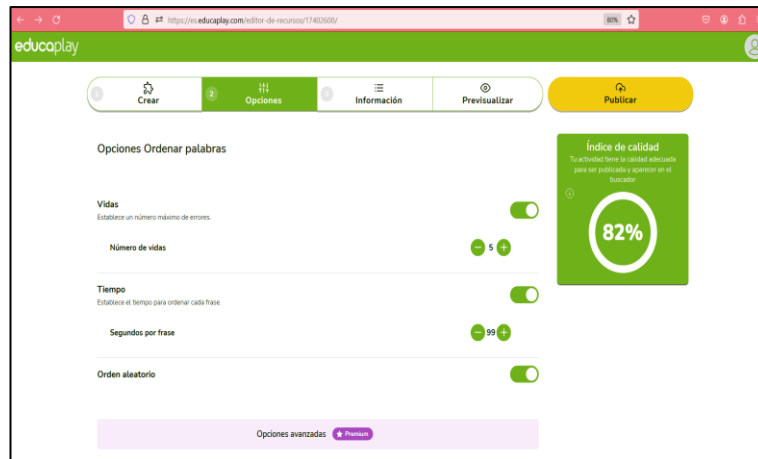 https://es.educaplay.com/editor-de-recursos/17402600/
80%
educaplay
1 Crear
2 Opciones
3 Información
Previsualizar
Publicar
Opciones Ordenar palabras
Vidas
Establece un número máximo de errores.
Número de vidas
5
Tiempo
Establece el tiempo para ordenar cada frase.
Segundos por frase
99
Orden aleatorio
Opciones avanzadas Premium
Índice de calidad
Tu actividad tiene la calidad adecuada
para ser publicada y aparecer en el
buscador
82%